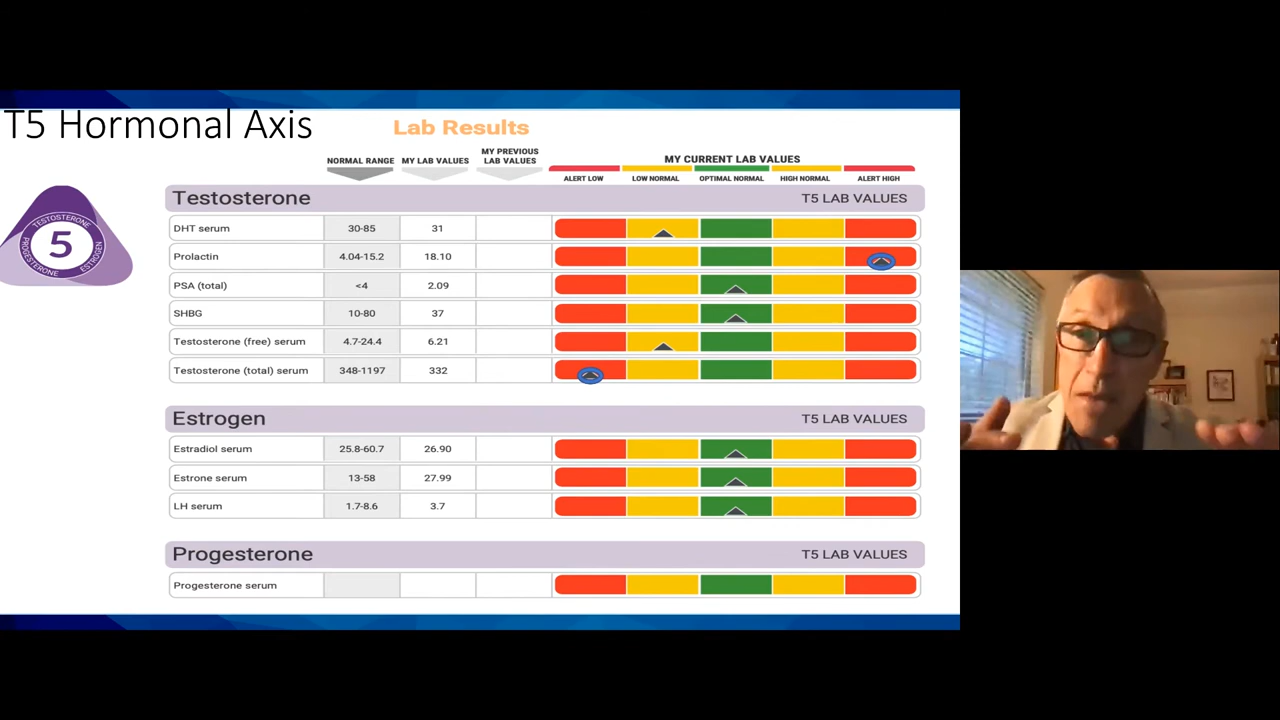 T5 Hormonal Axis
Lab Results
NORMAL RANGE MY LAB VALUES MY PREVIOUS LAB VALUES MY CURRENT LAB VALUES
ALERT LOW LOW NORMAL OPTIMAL NORMAL HIGH NORMAL ALERT HIGH
TESTOSTERONE
5
PROGESTERONE
ESTROGEN
Testosterone T5 LAB VALUES
DHT serum 30-85 31
Prolactin 4.04-15.2 18.10
PSA (total) <4 2.09
SHBG 10-80 37
Testosterone (free) serum 4.7-24.4 6.21
Testosterone (total) serum 348-1197 332
Estrogen T5 LAB VALUES
Estradiol serum 25.8-60.7 26.90
Estrone serum 13-58 27.99
LH serum 1.7-8.6 3.7
Progesterone T5 LAB VALUES
Progesterone serum